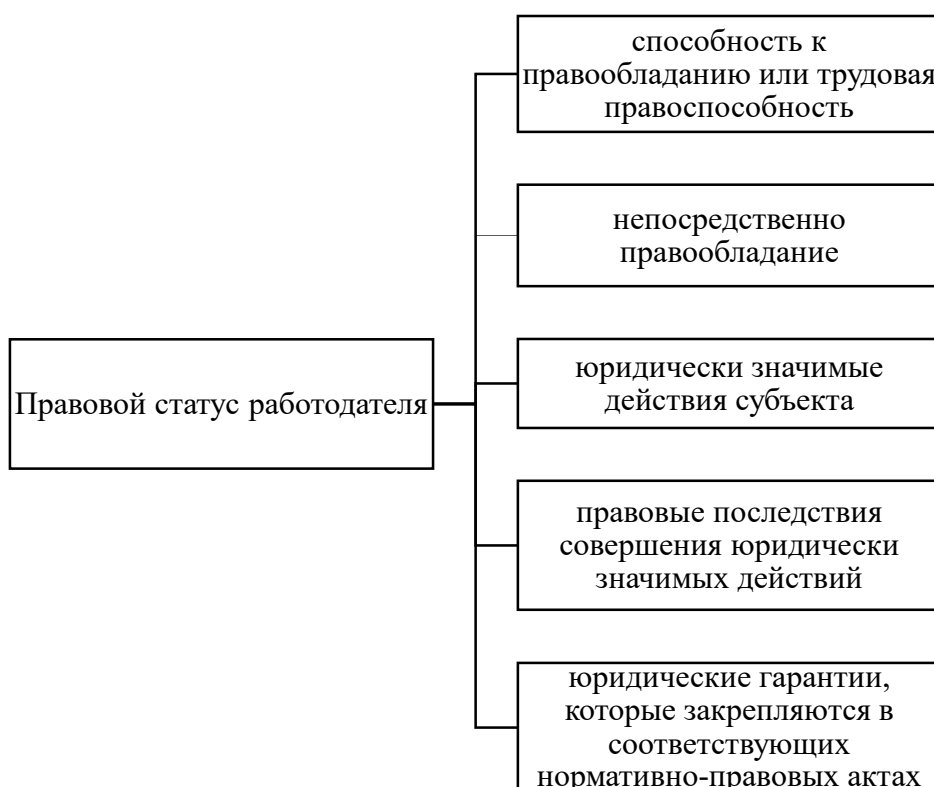 способность к
правообладанию или трудовая
правоспособность
непосредственно
правообладание
юридически значимые
действия субъекта
Правовой статус работодателя
правовые последствия
совершения юридически
значимых действий
юридические гарантии,
которые закрепляются в
соответствующих
нормативно-правовых актах